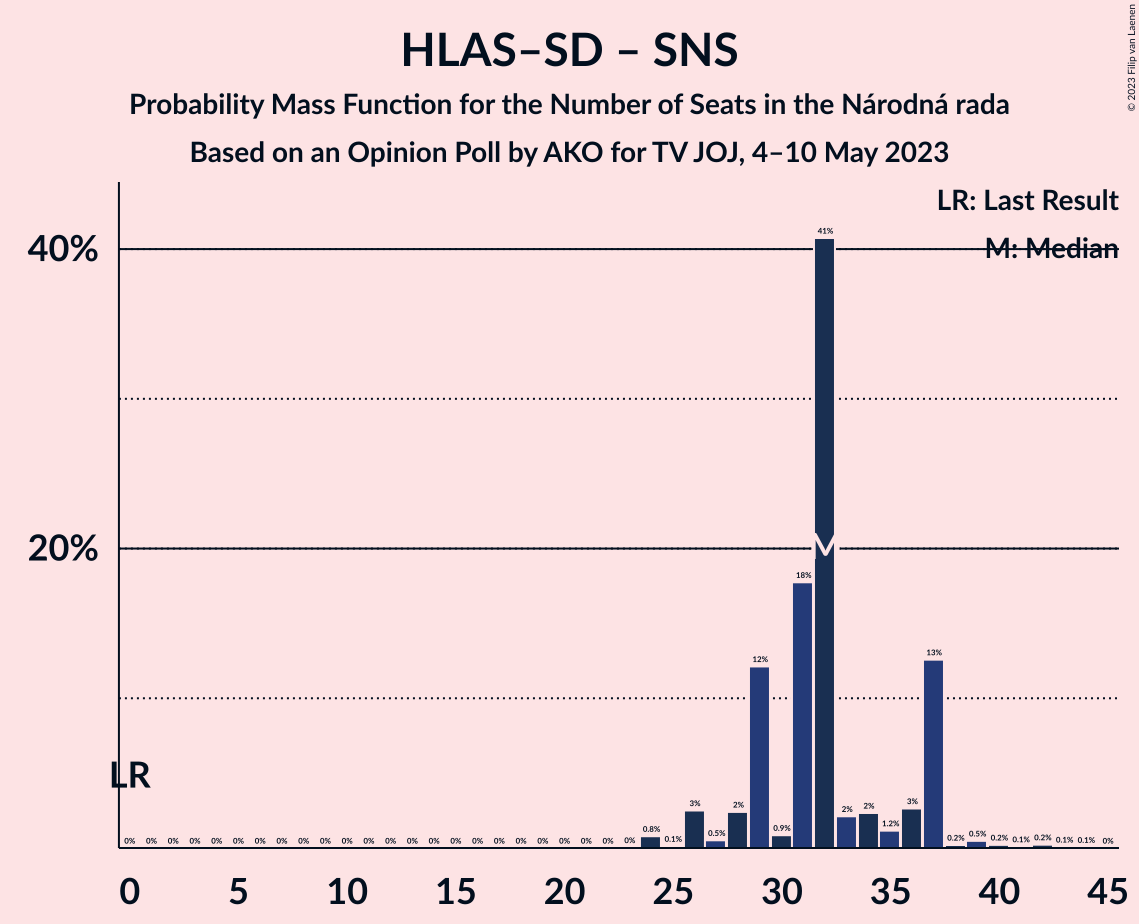 HLAS–SD – SNS
Probability Mass Function for the Number of Seats in the Národná rada
Based on an Opinion Poll by AKO for TV JOJ, 4–10 May 2023
© 2023 Filip van Laenen
LR: Last Result
M: Median
40%
20%
LR
M
0% 0% 0% 0% 0% 0% 0% 0% 0% 0% 0% 0% 0% 0% 0% 0% 0% 0% 0% 0% 0% 0% 0% 0% 0.8% 0.1% 3% 0.5% 2% 12% 0.9% 18% 41% 2% 2% 1.2% 3% 13% 0.2% 0.5% 0.2% 0.1% 0.2% 0.1% 0.1% 0%
0 5 10 15 20 25 30 35 40 45